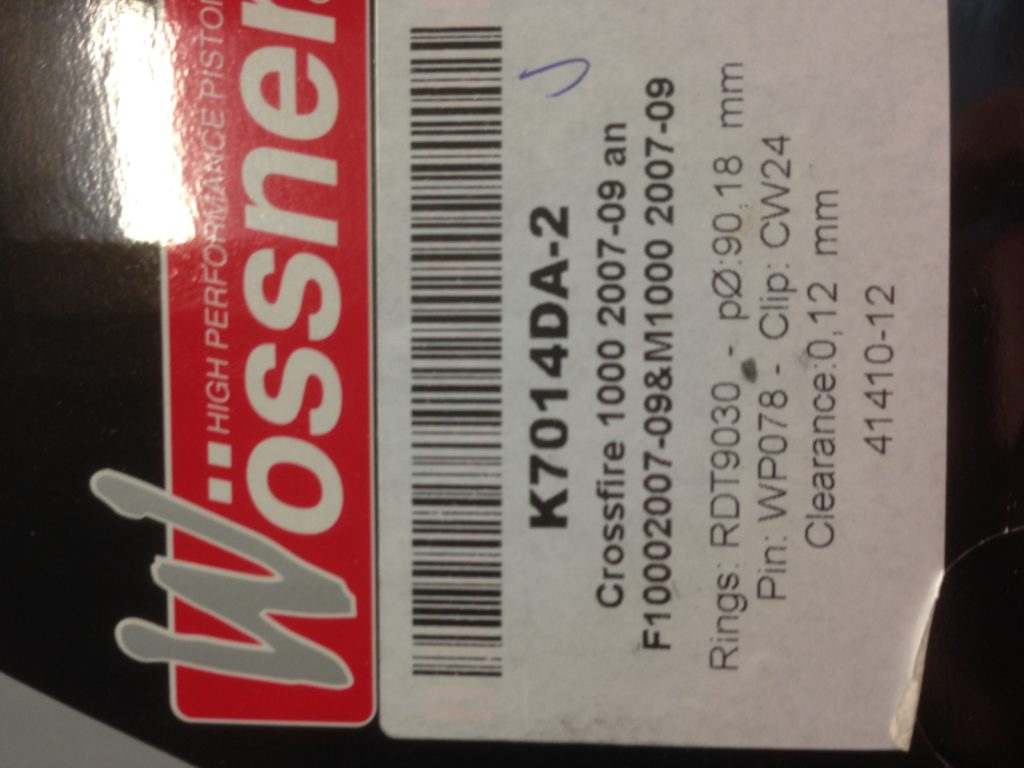 HIGH PERFORMANCE PISTO
Wössner
K7014DA-2
Crossfire 1000 2007-09 an
F10002007-09&M1000 2007-09
Rings: RDT9030 - pØ:90,18 mm
Pin: WP078 - Clip: CW24
Clearance:0,12 mm
41410-12